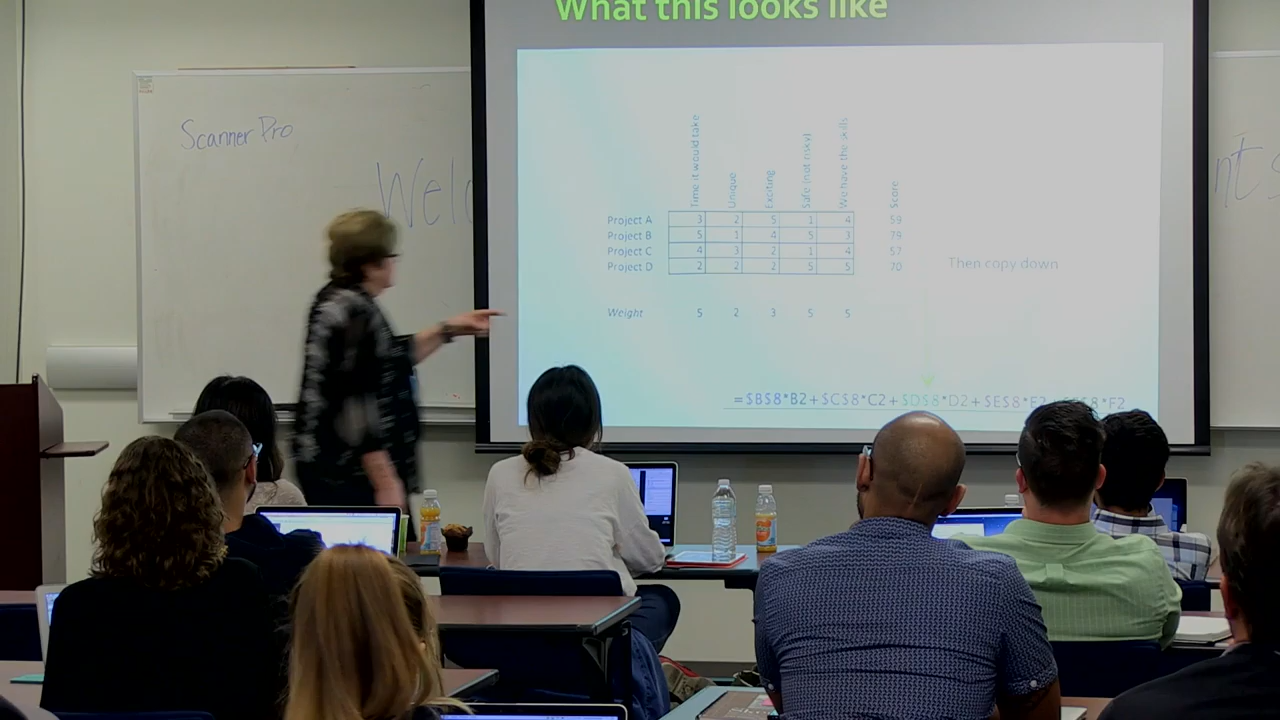 What this looks like
Scanner Pro
Welc
nts
Time it would take
Unique
Exciting
Safe (not risky)
We have the skills
Score
Project A 3 2 5 1 4 59
Project B 5 1 4 5 3 79
Project C 4 3 2 1 4 57
Project D 2 2 2 5 5 70
Then copy down
Weight 5 2 3 5 5
=$B$8*B2+$C$8*C2+$D$8*D2+$E$8*E2